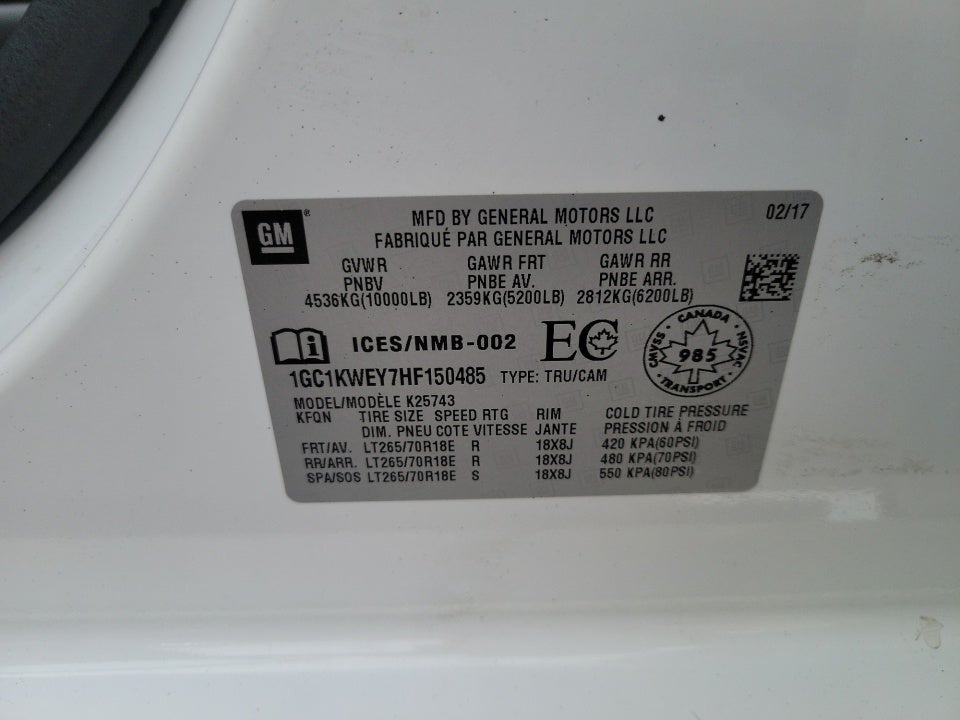 GM®
MFD BY GENERAL MOTORS LLC 02/17
FABRIQUÉ PAR GENERAL MOTORS LLC
GVWR GAWR FRT GAWR RR
PNBV PNBE AV. PNBE ARR.
4536KG(10000LB) 2359KG(5200LB) 2812KG(6200LB)
ICES/NMB-002 EC CANADA CMVSS NSVAC 985 TRANSPORT
1GC1KWEY7HF150485 TYPE: TRU/CAM
MODEL/MODÈLE K25743
KFQN TIRE SIZE SPEED RTG RIM COLD TIRE PRESSURE
DIM. PNEU COTE VITESSE JANTE PRESSION À FROID
FRT/AV. LT265/70R18E R 18X8J 420 KPA(60PSI)
RR/ARR. LT265/70R18E R 18X8J 480 KPA(70PSI)
SPA/SOS LT265/70R18E S 18X8J 550 KPA(80PSI)